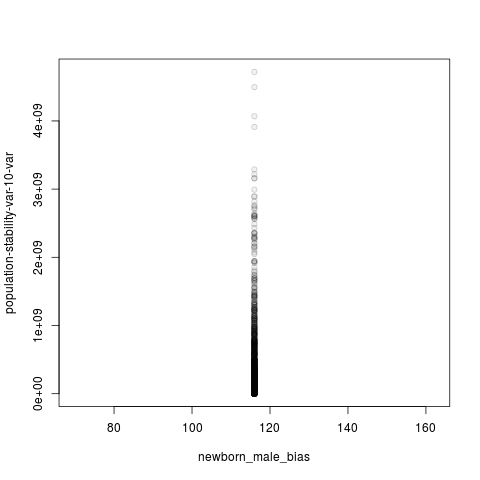 population-stability-var-10-var
4e+09
3e+09
2e+09
1e+09
0e+00
80
100
120
140
160
newborn_male_bias